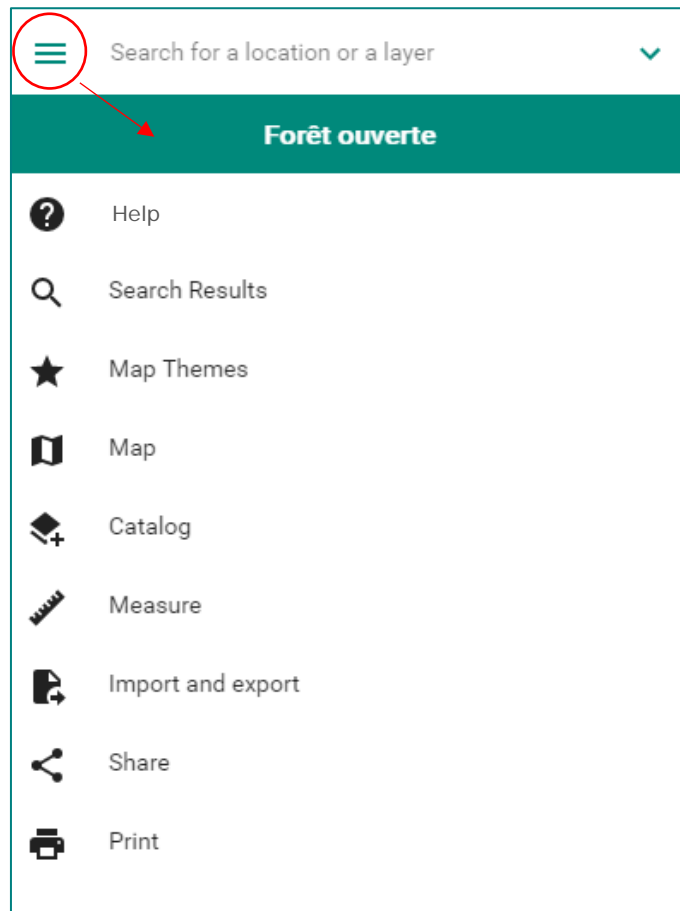 Search for a location or a layer
Forêt ouverte
Help
Search Results
Map Themes
Map
Catalog
Measure
Import and export
Share
Print